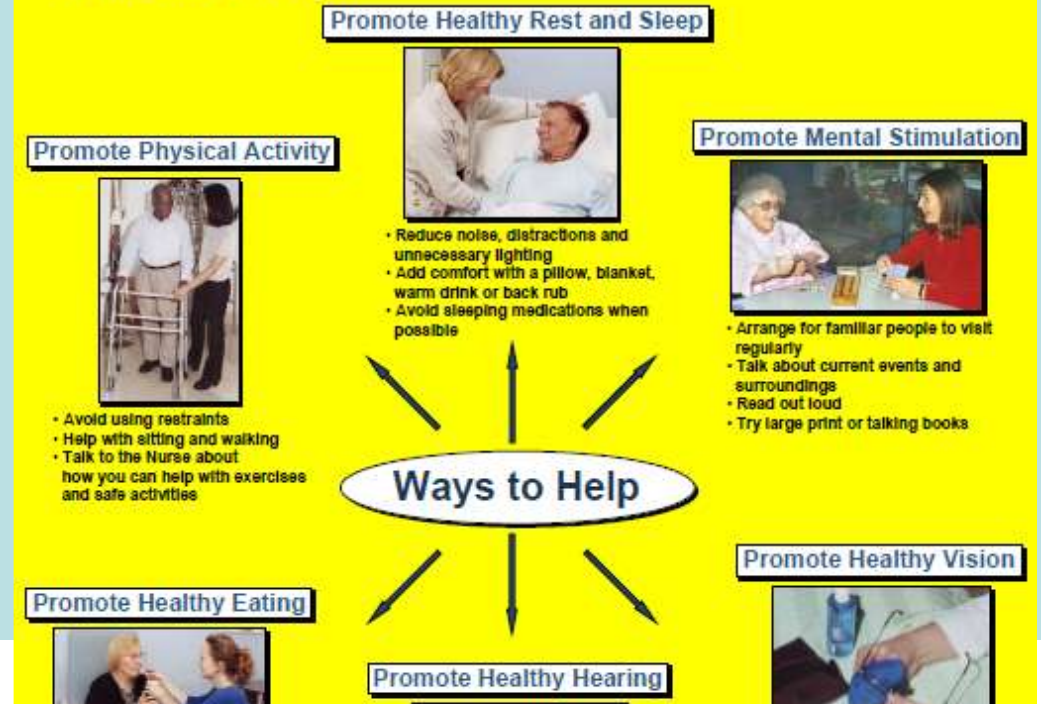 Promote Healthy Rest and Sleep
Promote Physical Activity
Promote Mental Stimulation
• Reduce noise, distractions and
unnecessary lighting
• Add comfort with a pillow, blanket,
warm drink or back rub
• Avoid sleeping medications when
possible
• Arrange for familiar people to visit
regularly
• Talk about current events and
surroundings
• Read out loud
• Try large print or talking books
• Avoid using restraints
• Help with sitting and walking
• Talk to the Nurse about
how you can help with exercises
and safe activities
Ways to Help
Promote Healthy Vision
Promote Healthy Eating
Promote Healthy Hearing